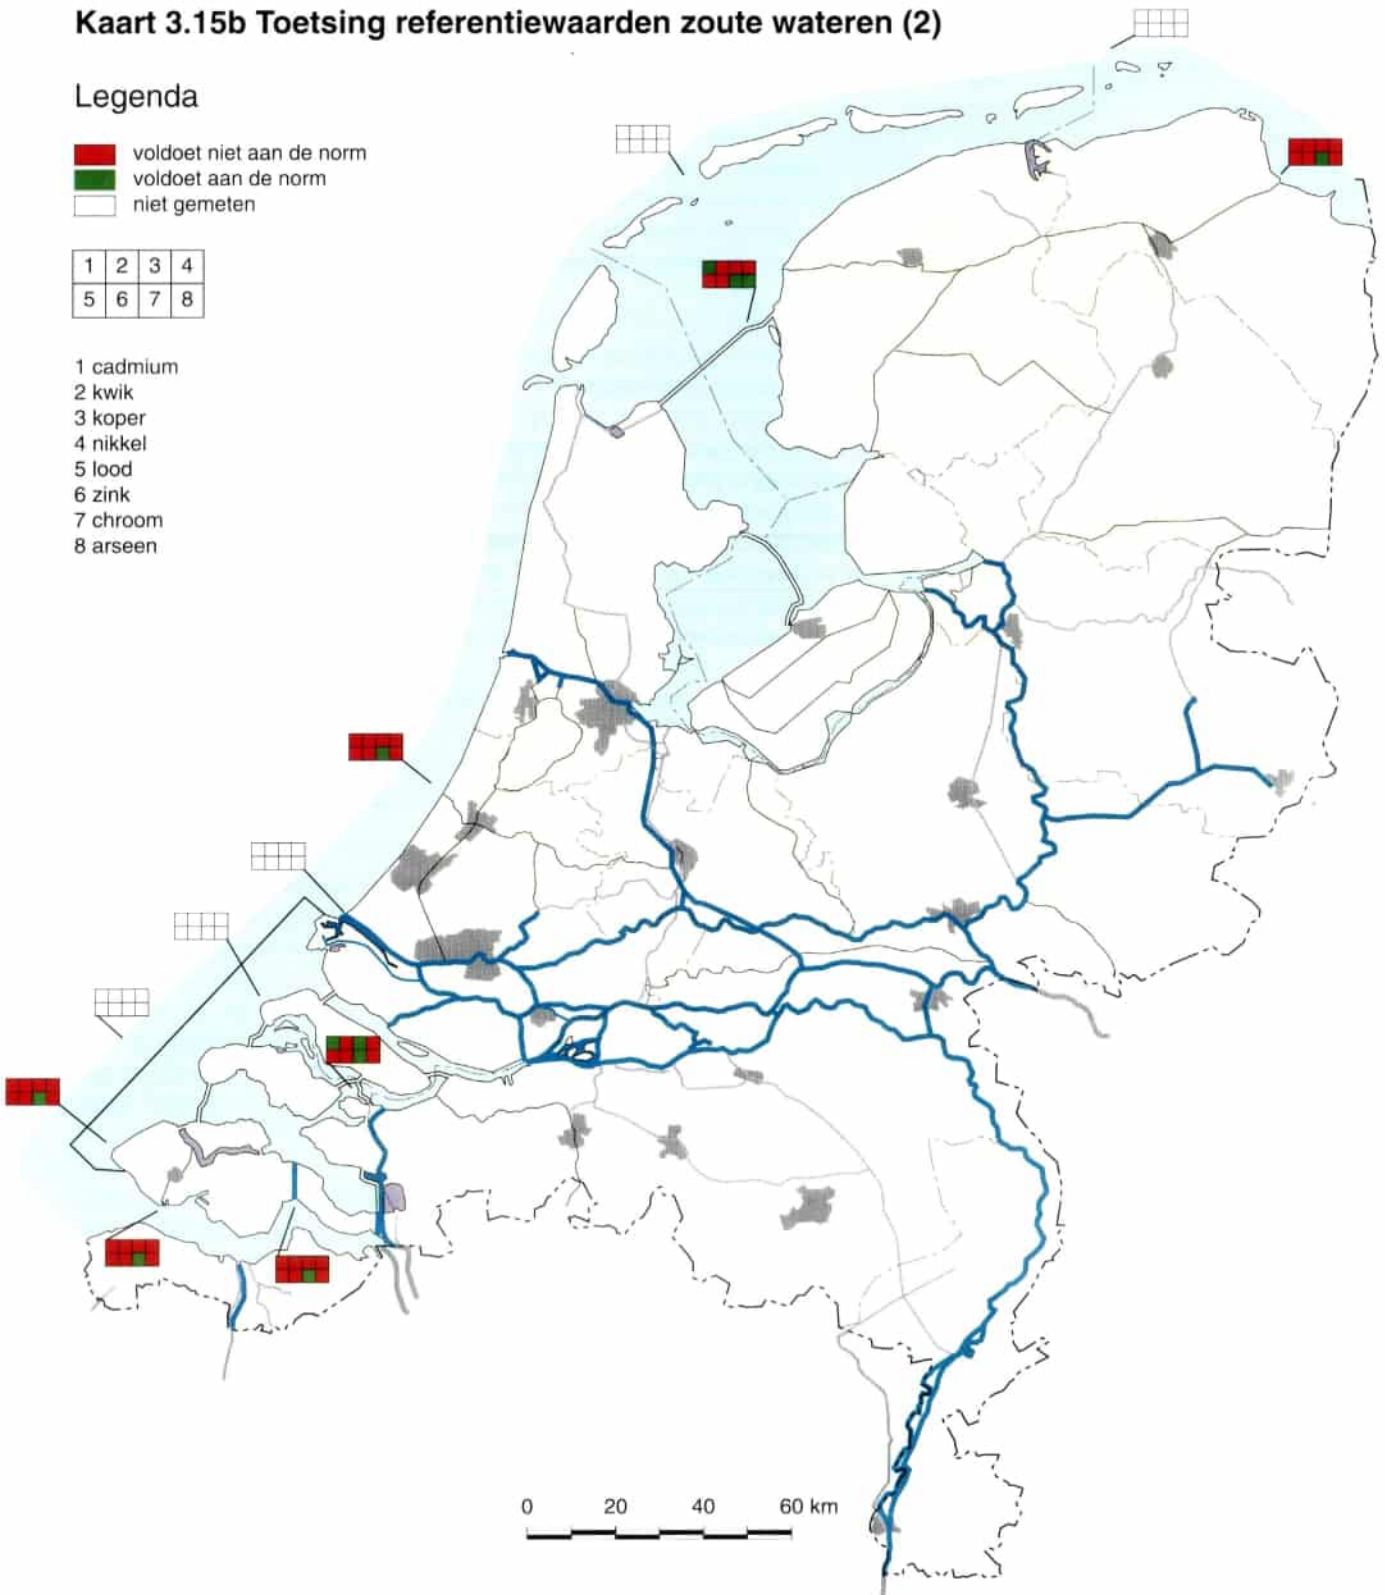 Kaart 3.15b Toetsing referentiewaarden zoute wateren (2)
Legenda
voldoet niet aan de norm
voldoet aan de norm
niet gemeten
1 2 3 4
5 6 7 8
1 cadmium
2 kwik
3 koper
4 nikkel
5 lood
6 zink
7 chroom
8 arseen
0 20 40 60 km